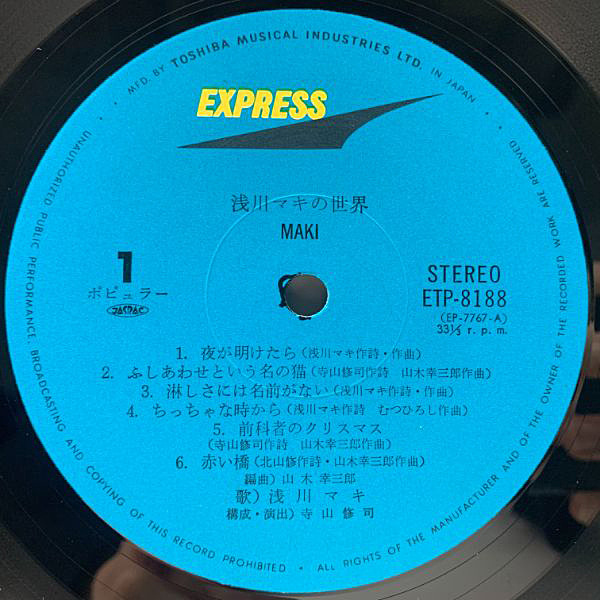 MFD. BY TOSHIBA MUSICAL INDUSTRIES LTD. IN JAPAN
EXPRESS
浅川マキの世界
MAKI
1
ポピュラー
JASRAC
STEREO
ETP-8188
(EP-7767-A)
33⅓ r. p. m.
1. 夜が明けたら(浅川マキ作詩・作曲)
2. ふしあわせという名の猫(寺山修司作詩 山木幸三郎作曲)
3. 淋しさには名前がない(浅川マキ作詩・作曲)
4. ちっちゃな時から(浅川マキ作詩 むつひろし作曲)
5. 前科者のクリスマス
(寺山修司作詩 山木幸三郎作曲)
6. 赤い橋(北山修作詩・山木幸三郎作曲)
編曲) 山木幸三郎
歌) 浅川マキ
構成・演出) 寺山修司
UNAUTHORIZED PUBLIC PERFORMANCE, BROADCASTING AND COPYING OF THIS RECORD PROHIBITED • ALL RIGHTS OF THE MANUFACTURER AND OF THE OWNER OF THE RECORDED WORK ARE RESERVED